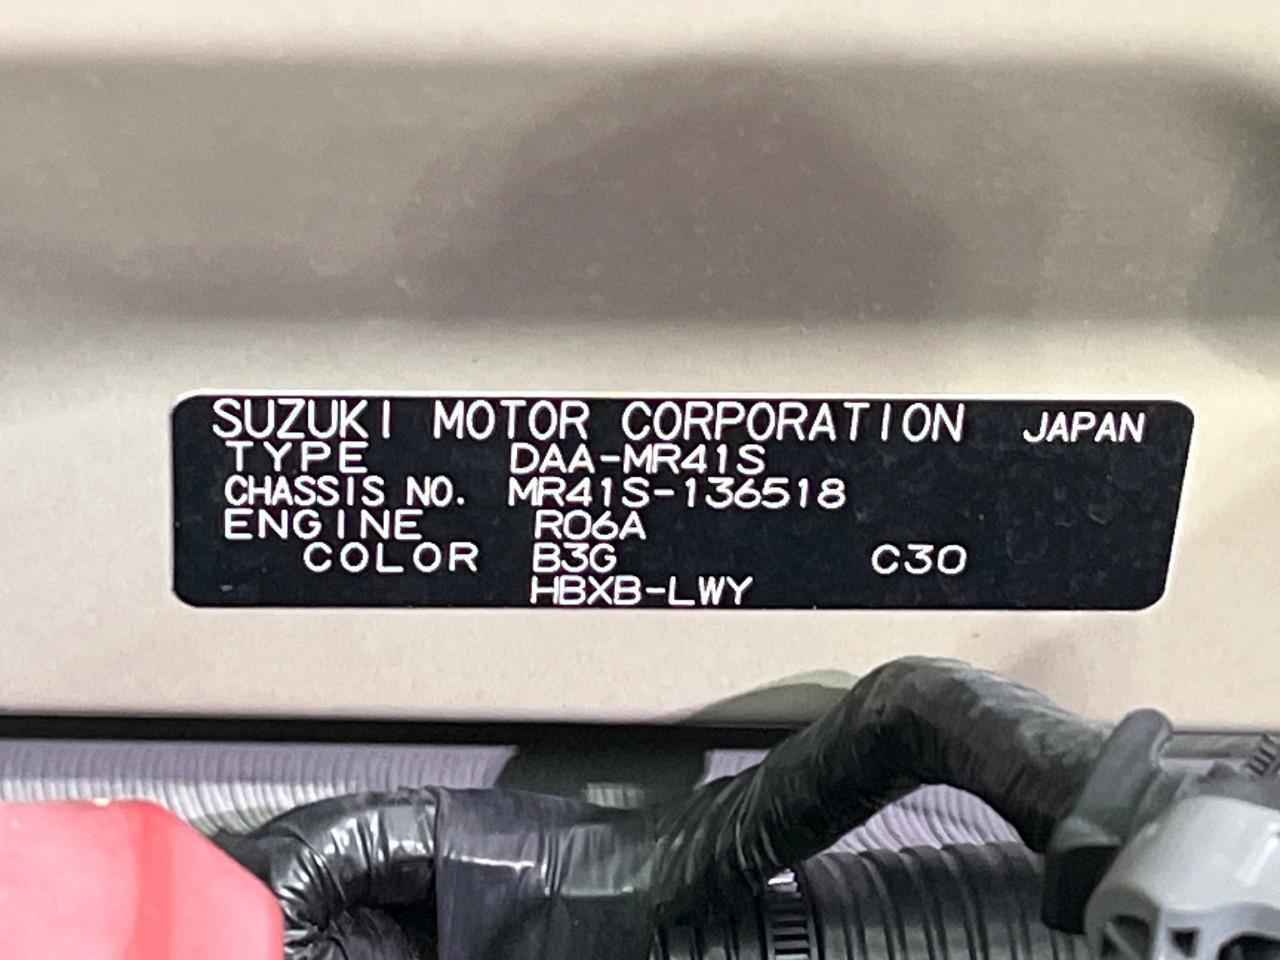 SUZUKI MOTOR CORPORATION JAPAN
TYPE DAA-MR41S
CHASSIS NO. MR41S-136518
ENGINE R06A
COLOR B3G C30
HBXB-LWY